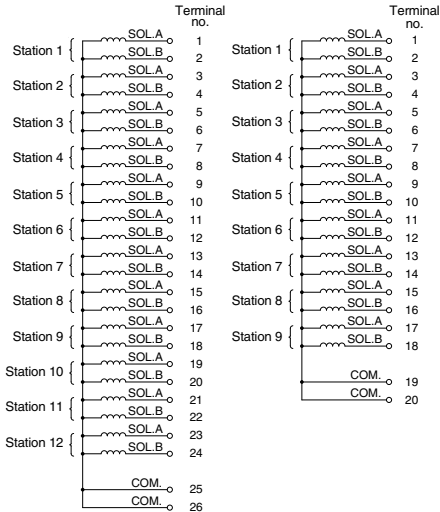 Terminal
no.
Station 1 SOL.A 1
SOL.B 2
Station 2 SOL.A 3
SOL.B 4
Station 3 SOL.A 5
SOL.B 6
Station 4 SOL.A 7
SOL.B 8
Station 5 SOL.A 9
SOL.B 10
Station 6 SOL.A 11
SOL.B 12
Station 7 SOL.A 13
SOL.B 14
Station 8 SOL.A 15
SOL.B 16
Station 9 SOL.A 17
SOL.B 18
Station 10 SOL.A 19
SOL.B 20
Station 11 SOL.A 21
SOL.B 22
Station 12 SOL.A 23
SOL.B 24
COM. 25
COM. 26
Terminal
no.
Station 1 SOL.A 1
SOL.B 2
Station 2 SOL.A 3
SOL.B 4
Station 3 SOL.A 5
SOL.B 6
Station 4 SOL.A 7
SOL.B 8
Station 5 SOL.A 9
SOL.B 10
Station 6 SOL.A 11
SOL.B 12
Station 7 SOL.A 13
SOL.B 14
Station 8 SOL.A 15
SOL.B 16
Station 9 SOL.A 17
SOL.B 18
COM. 19
COM. 20